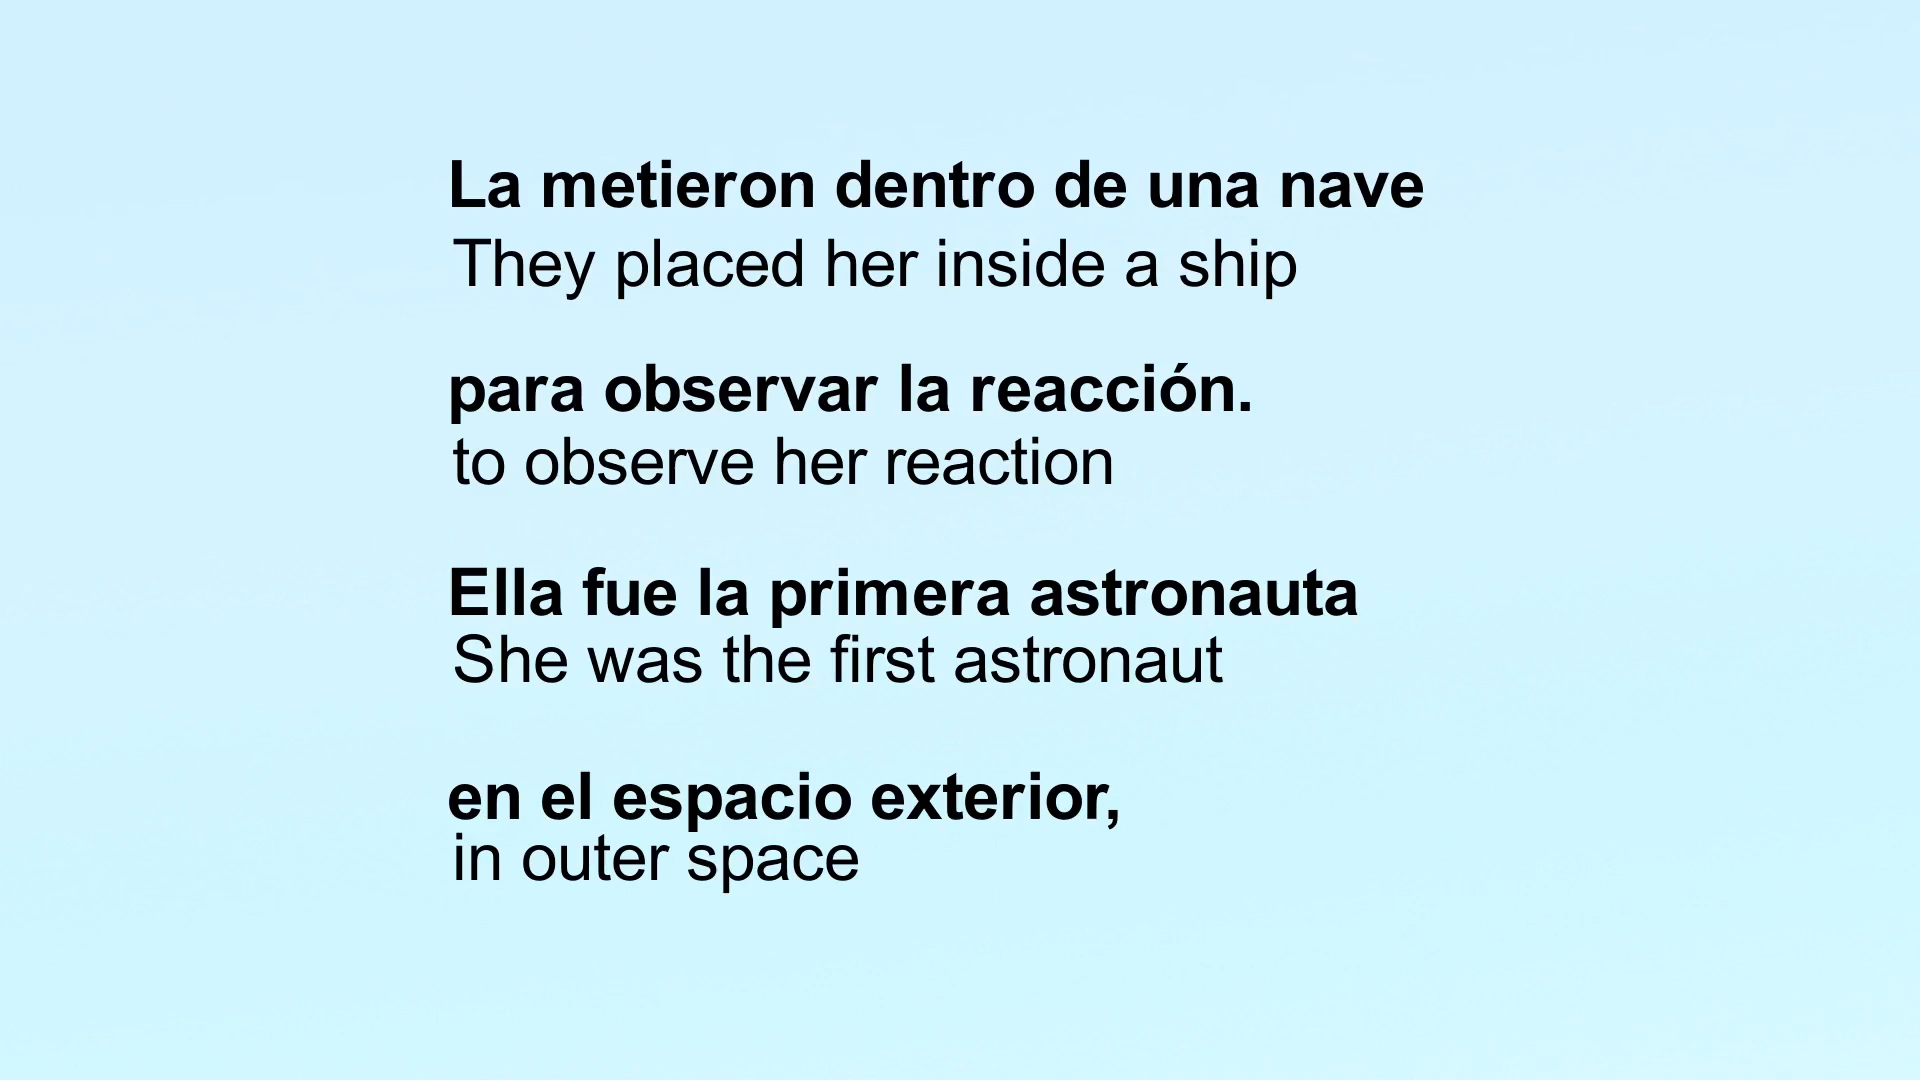 La metieron dentro de una nave
They placed her inside a ship
para observar la reacción.
to observe her reaction
Ella fue la primera astronauta
She was the first astronaut
en el espacio exterior,
in outer space